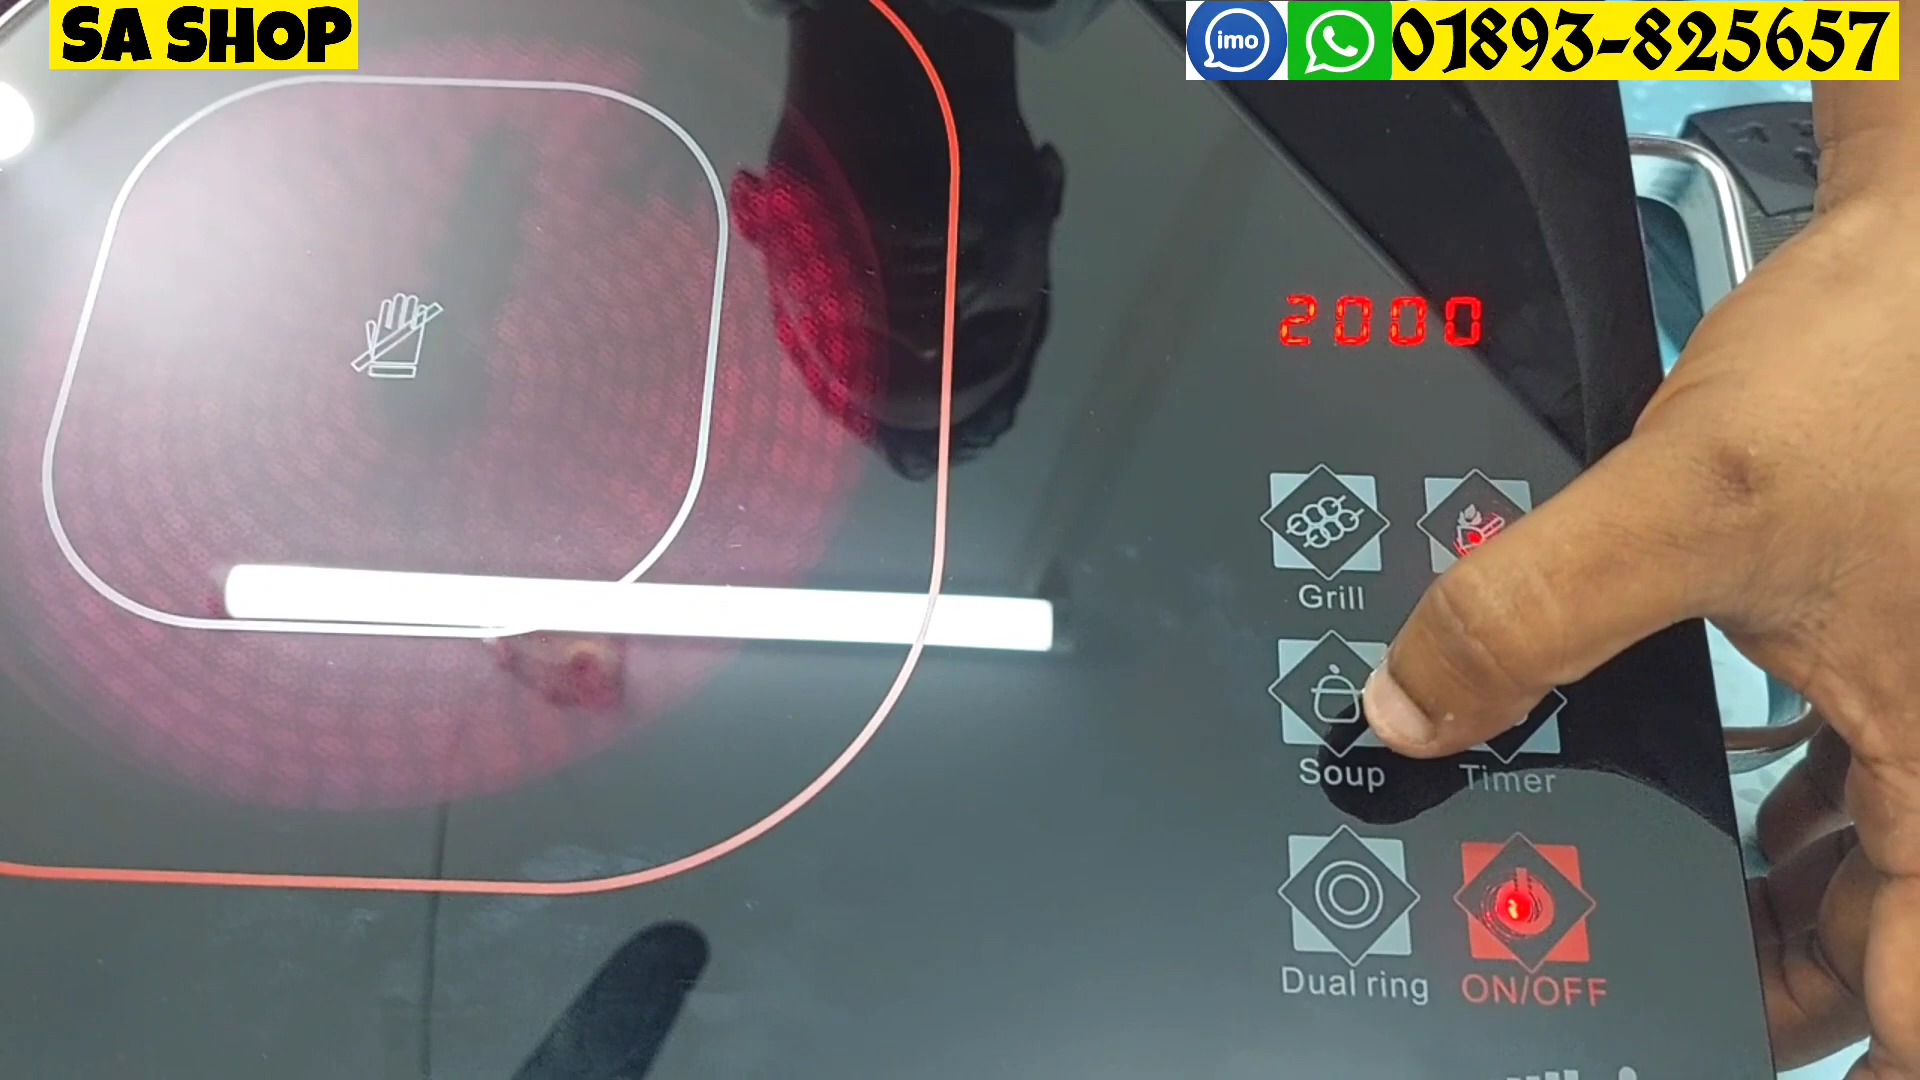 SA SHOP
imo
01893-825657
2000
Grill
Soup
Timer
Dual ring
ON/OFF